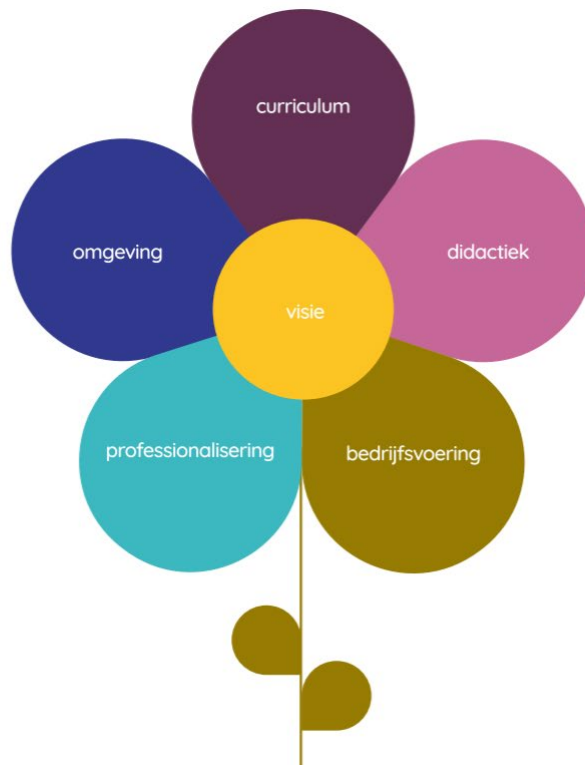 curriculum
omgeving
didactiek
visie
professionalisering
bedrijfsvoering